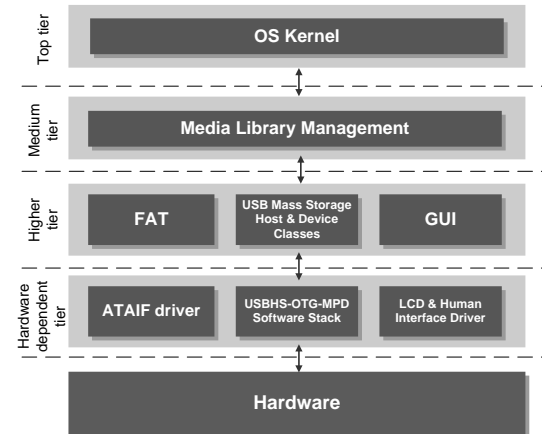 Top tier
OS Kernel
Medium
tier
Media Library Management
Higher
tier
FAT
USB Mass Storage
Host & Device
Classes
GUI
Hardware
dependent
tier
ATAIF driver
USBHS-OTG-MPD
Software Stack
LCD & Human
Interface Driver
Hardware